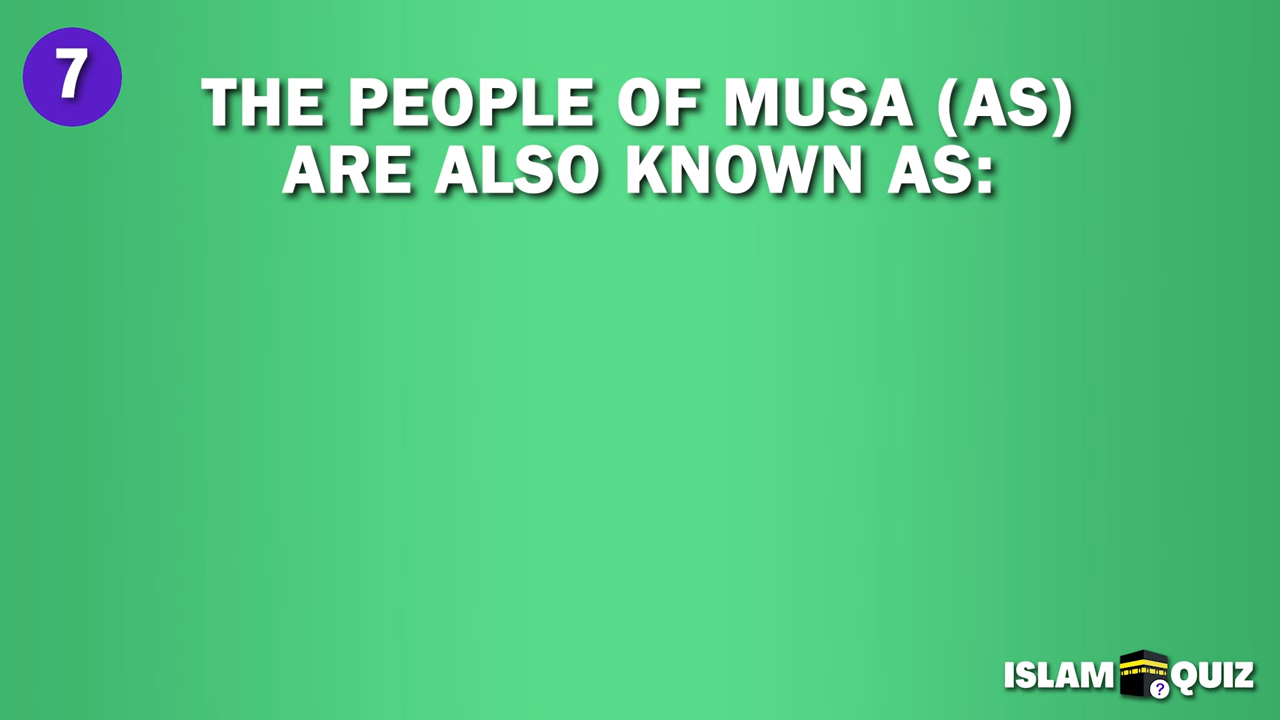 7
THE PEOPLE OF MUSA (AS)
ARE ALSO KNOWN AS:
ISLAM ? QUIZ